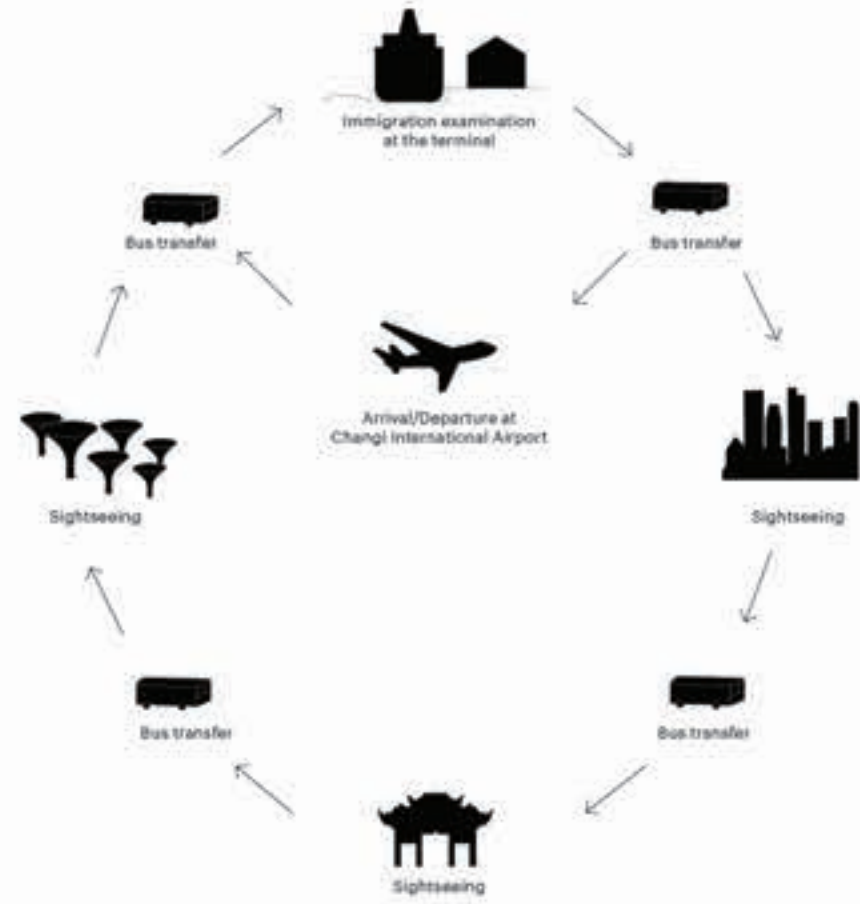 Immigration examination
at the terminal
Bus transfer
Bus transfer
Arrival/Departure at
Changi International Airport
Sightseeing
Sightseeing
Bus transfer
Bus transfer
Sightseeing